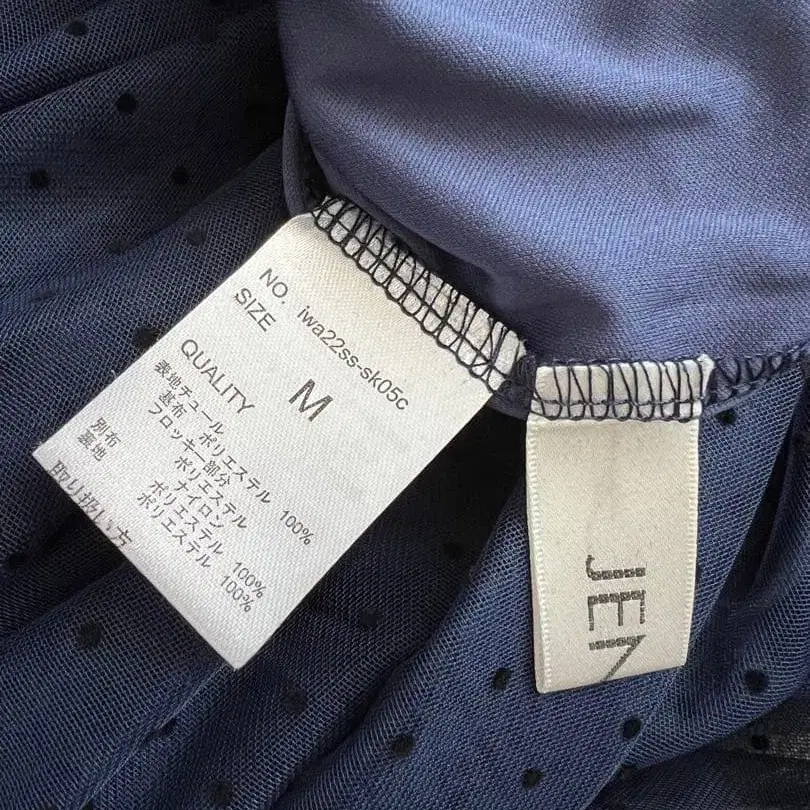 NO. iwa22ss-sk05c
SIZE M
QUALITY
表地チュール
基布 ポリエステル 100%
フロッキー部分
ポリエステル
ナイロン
別布 ポリエステル 100%
裏地 ポリエステル 100%
取り扱い方
JEN